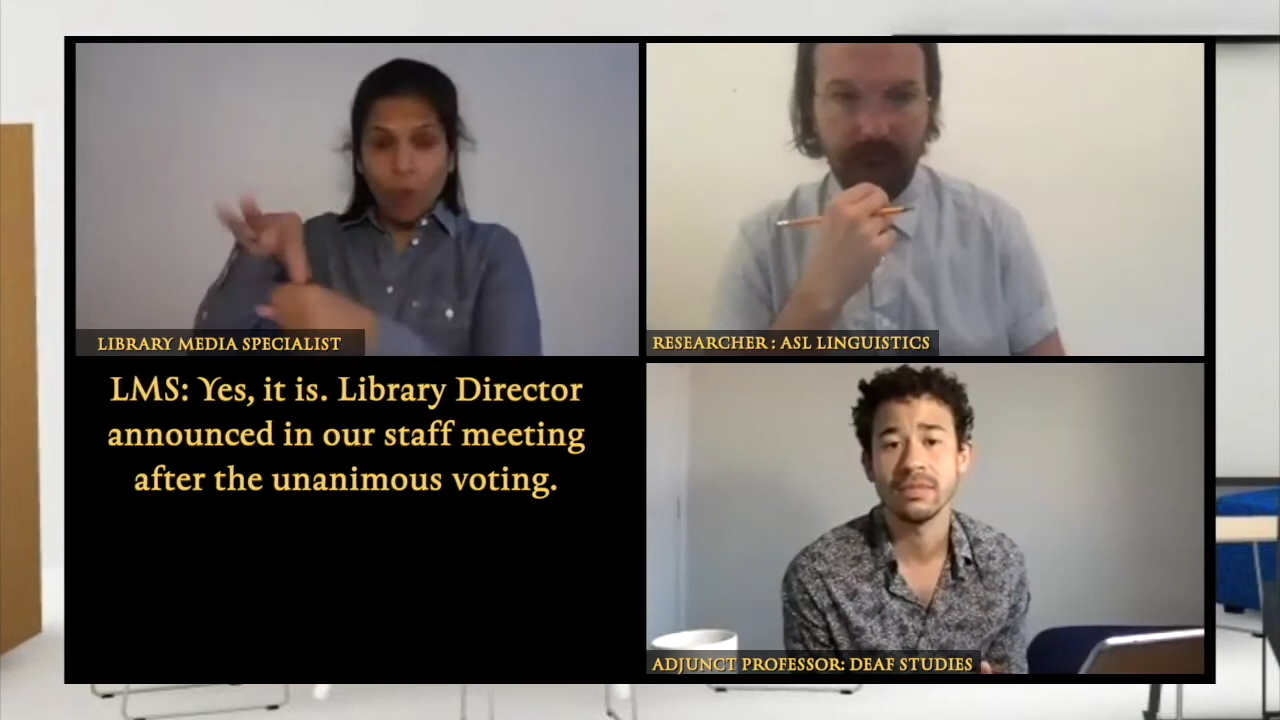 LIBRARY MEDIA SPECIALIST
RESEARCHER : ASL LINGUISTICS
LMS: Yes, it is. Library Director
announced in our staff meeting
after the unanimous voting.
ADJUNCT PROFESSOR: DEAF STUDIES